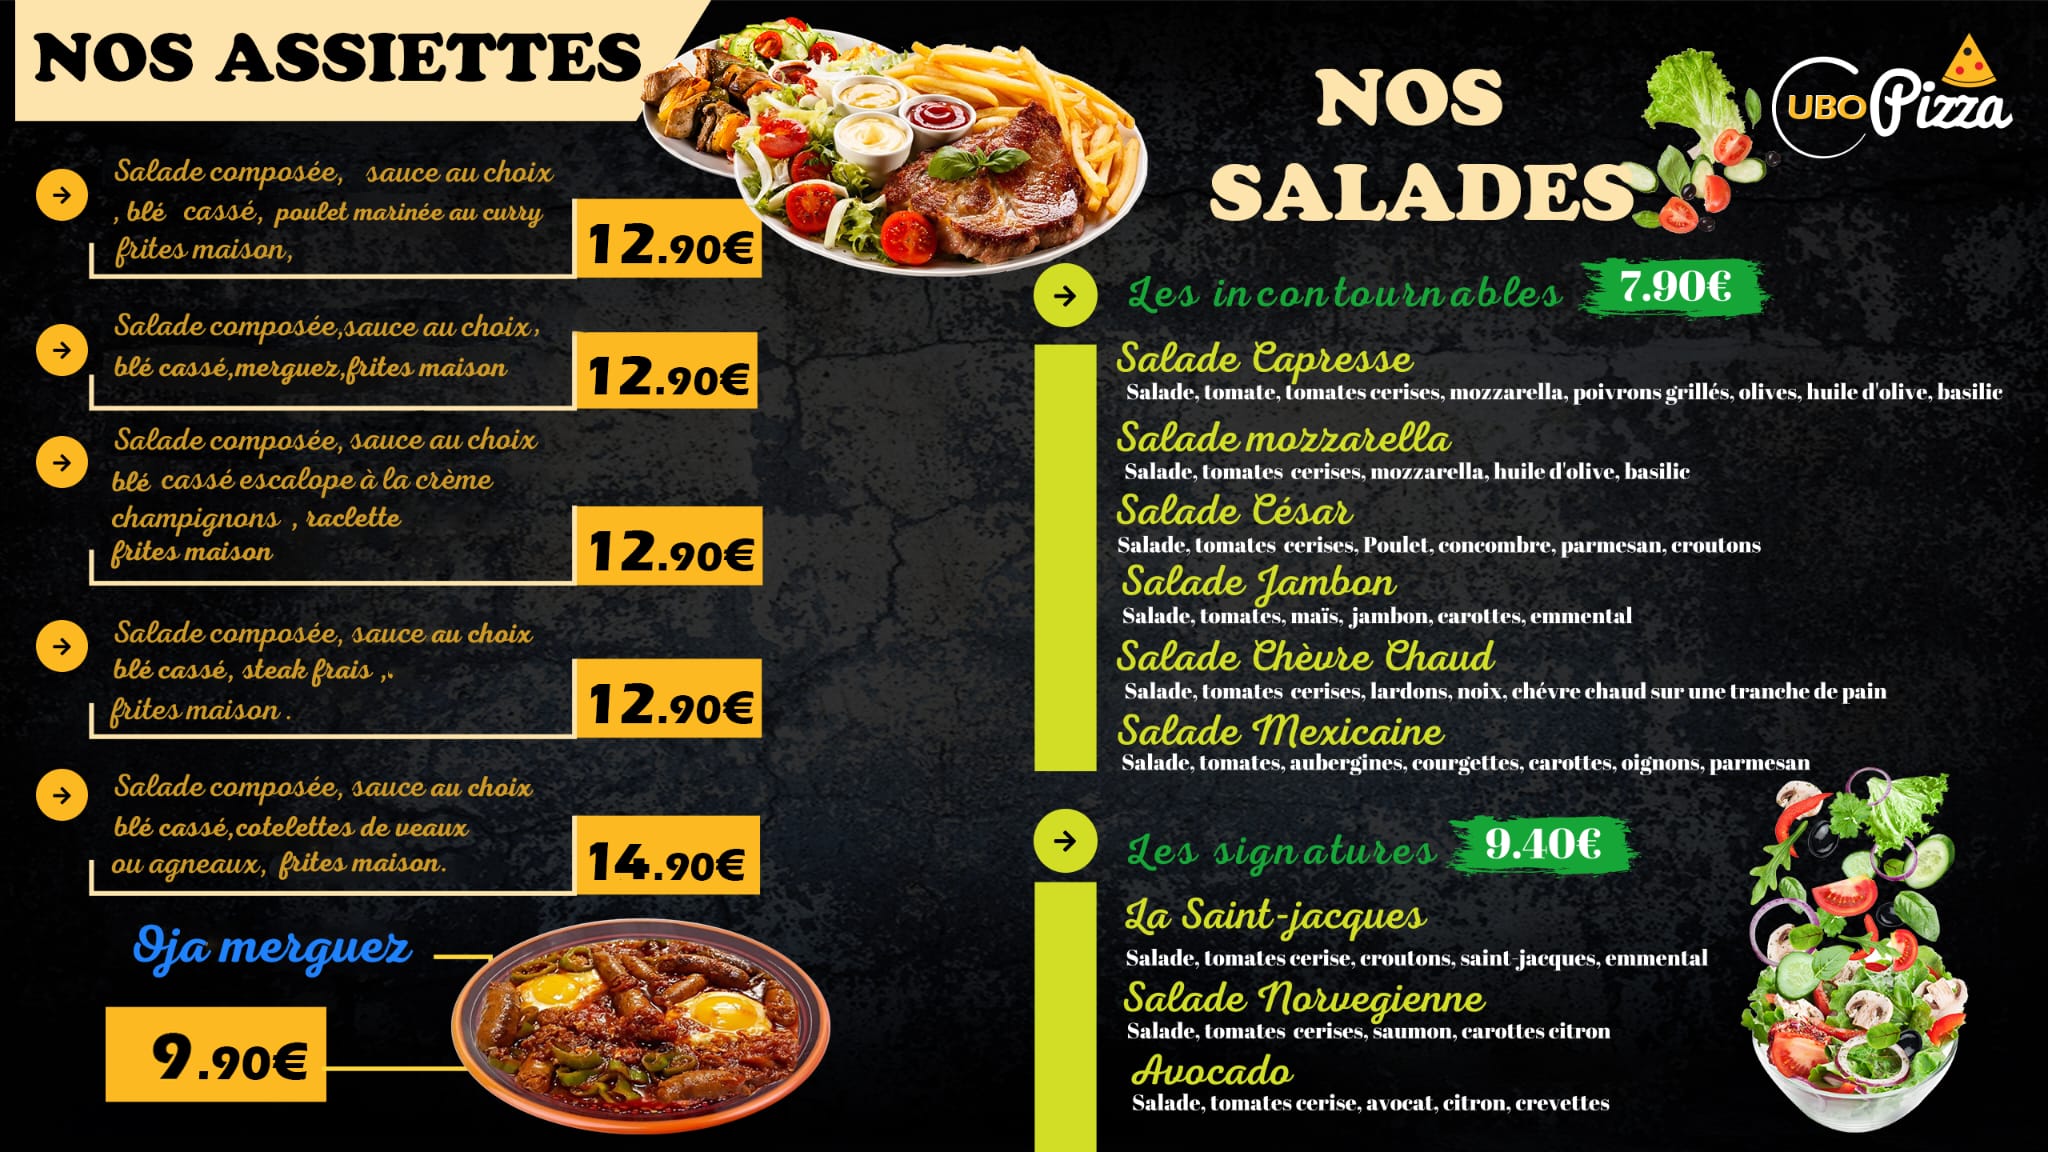 NOS ASSIETTES
Salade composée, sauce au choix
, blé cassé, poulet marinée au curry
frites maison,
12.90€
Salade composée,sauce au choix,
blé cassé,merguez,frites maison
12.90€
Salade composée, sauce au choix
blé cassé escalope à la crème
champignons , raclette
frites maison
12.90€
Salade composée, sauce au choix
blé cassé, steak frais ,.
frites maison .
12.90€
Salade composée, sauce au choix
blé cassé,cotelettes de veaux
ou agneaux, frites maison.
14.90€
Oja merguez
9.90€
NOS
SALADES
UBO Pizza
Les incontournables 7.90€
Salade Capresse
Salade, tomate, tomates cerises, mozzarella, poivrons grillés, olives, huile d'olive, basilic
Salade mozzarella
Salade, tomates cerises, mozzarella, huile d'olive, basilic
Salade César
Salade, tomates cerises, Poulet, concombre, parmesan, croutons
Salade Jambon
Salade, tomates, maïs, jambon, carottes, emmental
Salade Chèvre Chaud
Salade, tomates cerises, lardons, noix, chévre chaud sur une tranche de pain
Salade Mexicaine
Salade, tomates, aubergines, courgettes, carottes, oignons, parmesan
Les signatures 9.40€
La Saint-jacques
Salade, tomates cerise, croutons, saint-jacques, emmental
Salade Norvegienne
Salade, tomates cerises, saumon, carottes citron
Avocado
Salade, tomates cerise, avocat, citron, crevettes